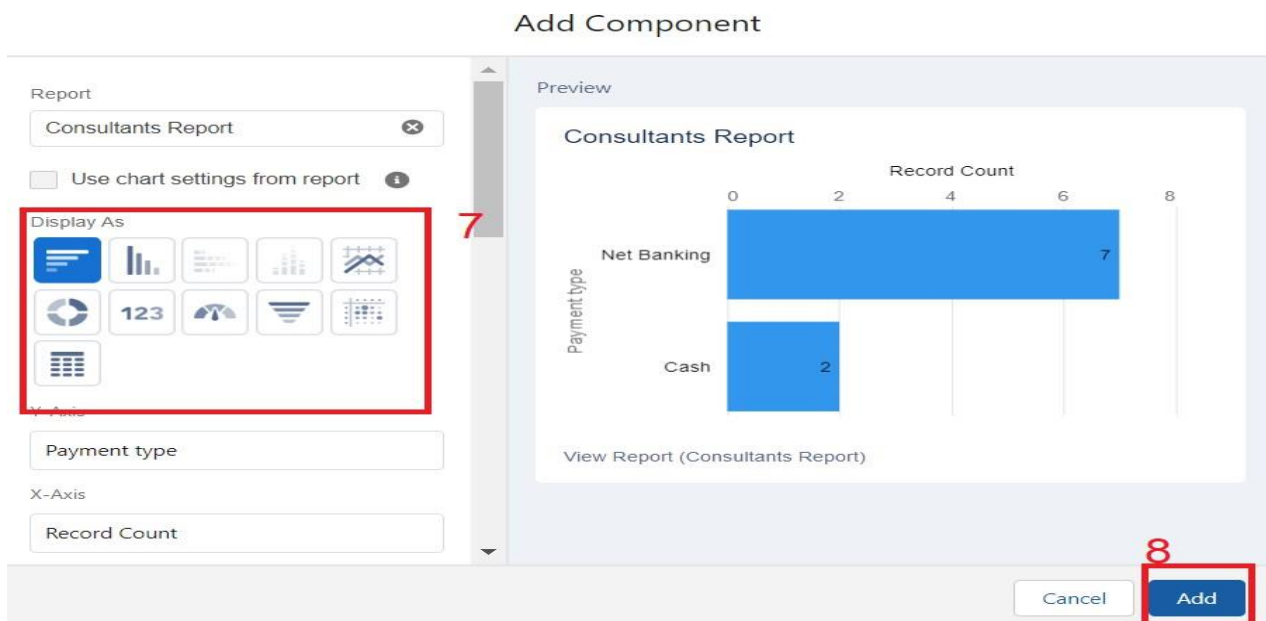 Add Component
Report
Consultants Report
Use chart settings from report
Display As
7
123
Y-Axis
Payment type
X-Axis
Record Count
Preview
Consultants Report
Record Count
0 2 4 6 8
Payment type
Net Banking
7
Cash
2
View Report (Consultants Report)
8
Cancel
Add